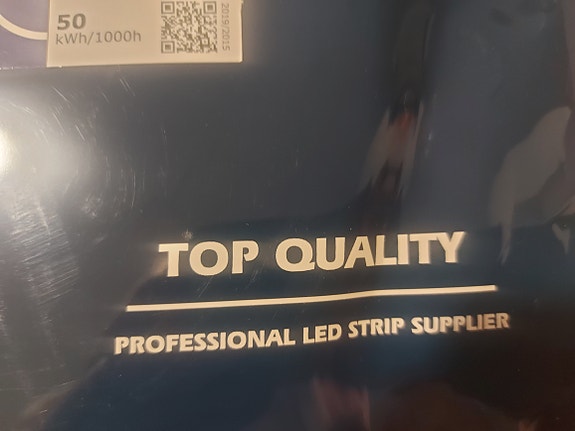 50
kWh/1000h
2019/2015
TOP QUALITY
PROFESSIONAL LED STRIP SUPPLIER